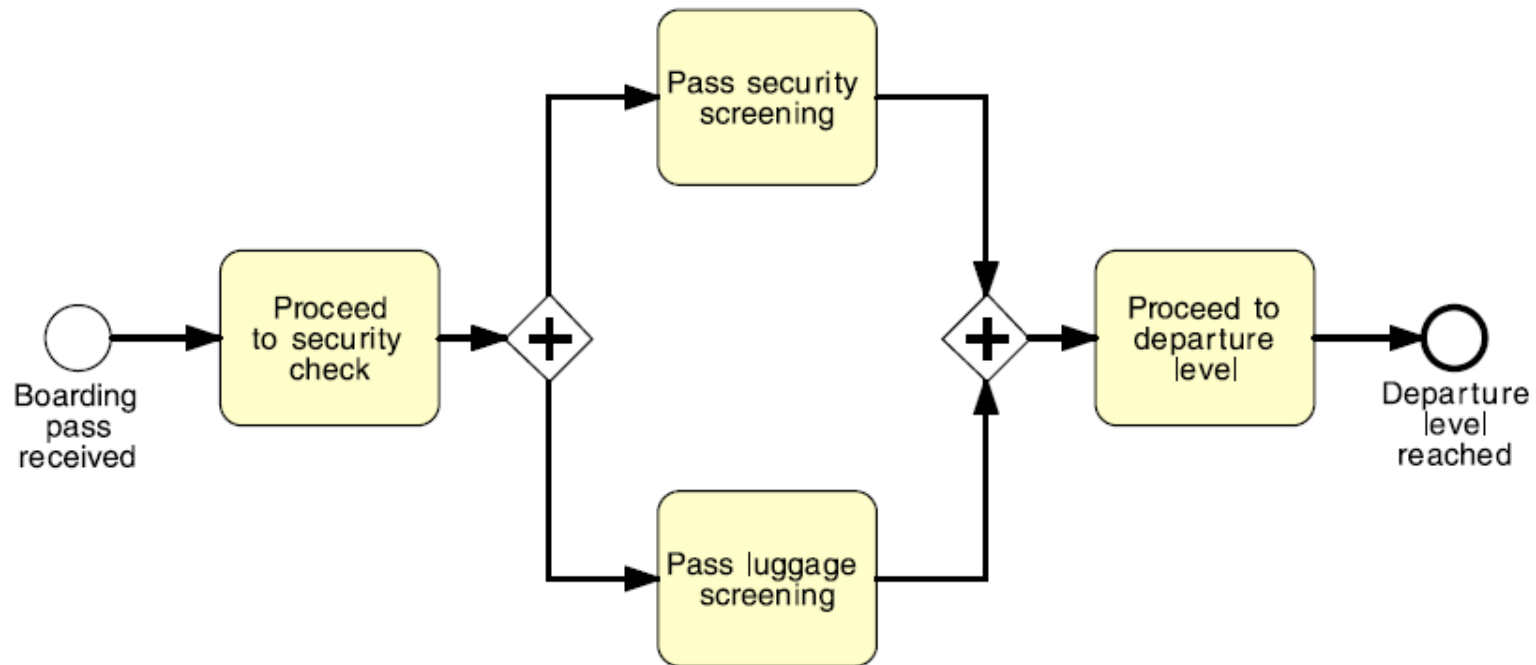 Boarding
pass
received
Proceed
to security
check
Pass security
screening
Pass luggage
screening
Proceed to
departure
level
Departure
level
reached